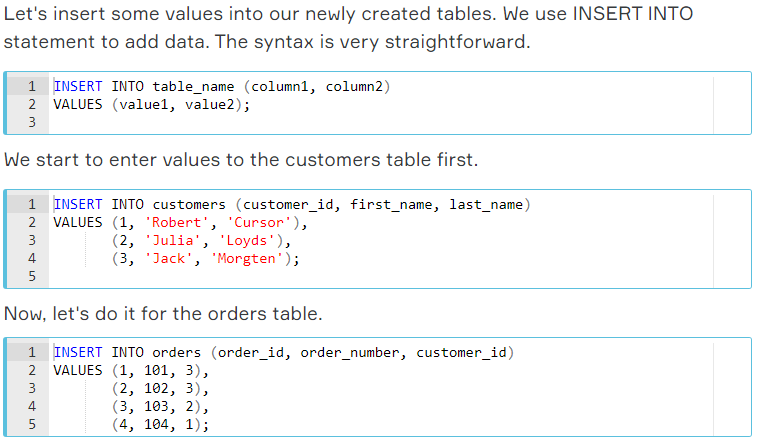 Let's insert some values into our newly created tables. We use INSERT INTO
statement to add data. The syntax is very straightforward.
1 INSERT INTO table_name (column1, column2)
2 VALUES (value1, value2);
3
We start to enter values to the customers table first.
1 INSERT INTO customers (customer_id, first_name, last_name)
2 VALUES (1, 'Robert', 'Cursor'),
3 (2, 'Julia', 'Loyds'),
4 (3, 'Jack', 'Morgten');
5
Now, let's do it for the orders table.
1 INSERT INTO orders (order_id, order_number, customer_id)
2 VALUES (1, 101, 3),
3 (2, 102, 3),
4 (3, 103, 2),
5 (4, 104, 1);